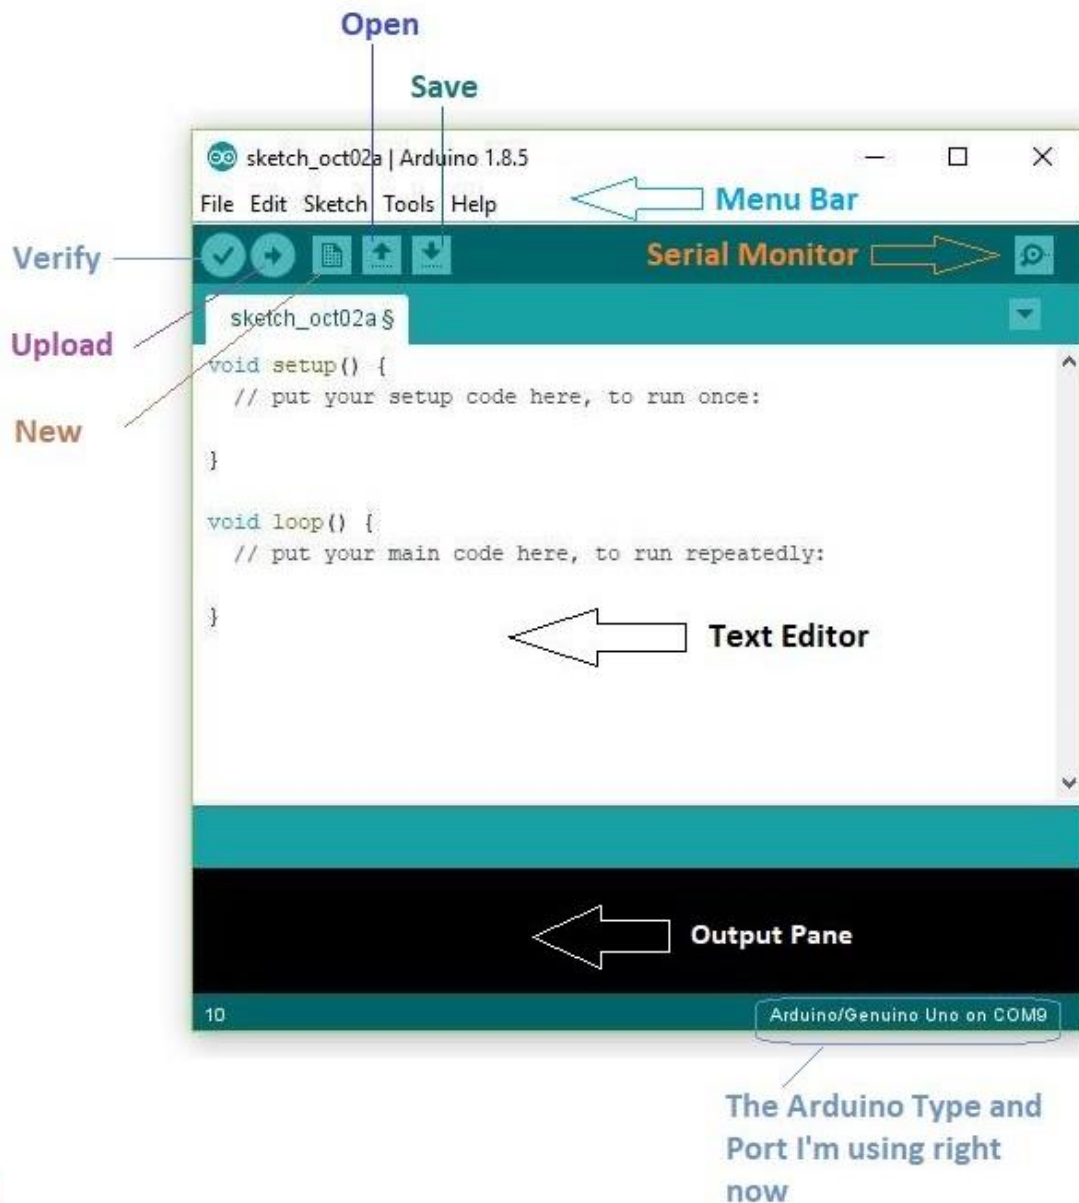 Open
Save
sketch_oct02a | Arduino 1.8.5
File Edit Sketch Tools Help
Menu Bar
Verify
Serial Monitor
sketch_oct02a §
Upload
void setup() {
// put your setup code here, to run once:
New
}
void loop() {
// put your main code here, to run repeatedly:
}
Text Editor
Output Pane
10
Arduino/Genuino Uno on COM9
The Arduino Type and
Port I'm using right
now